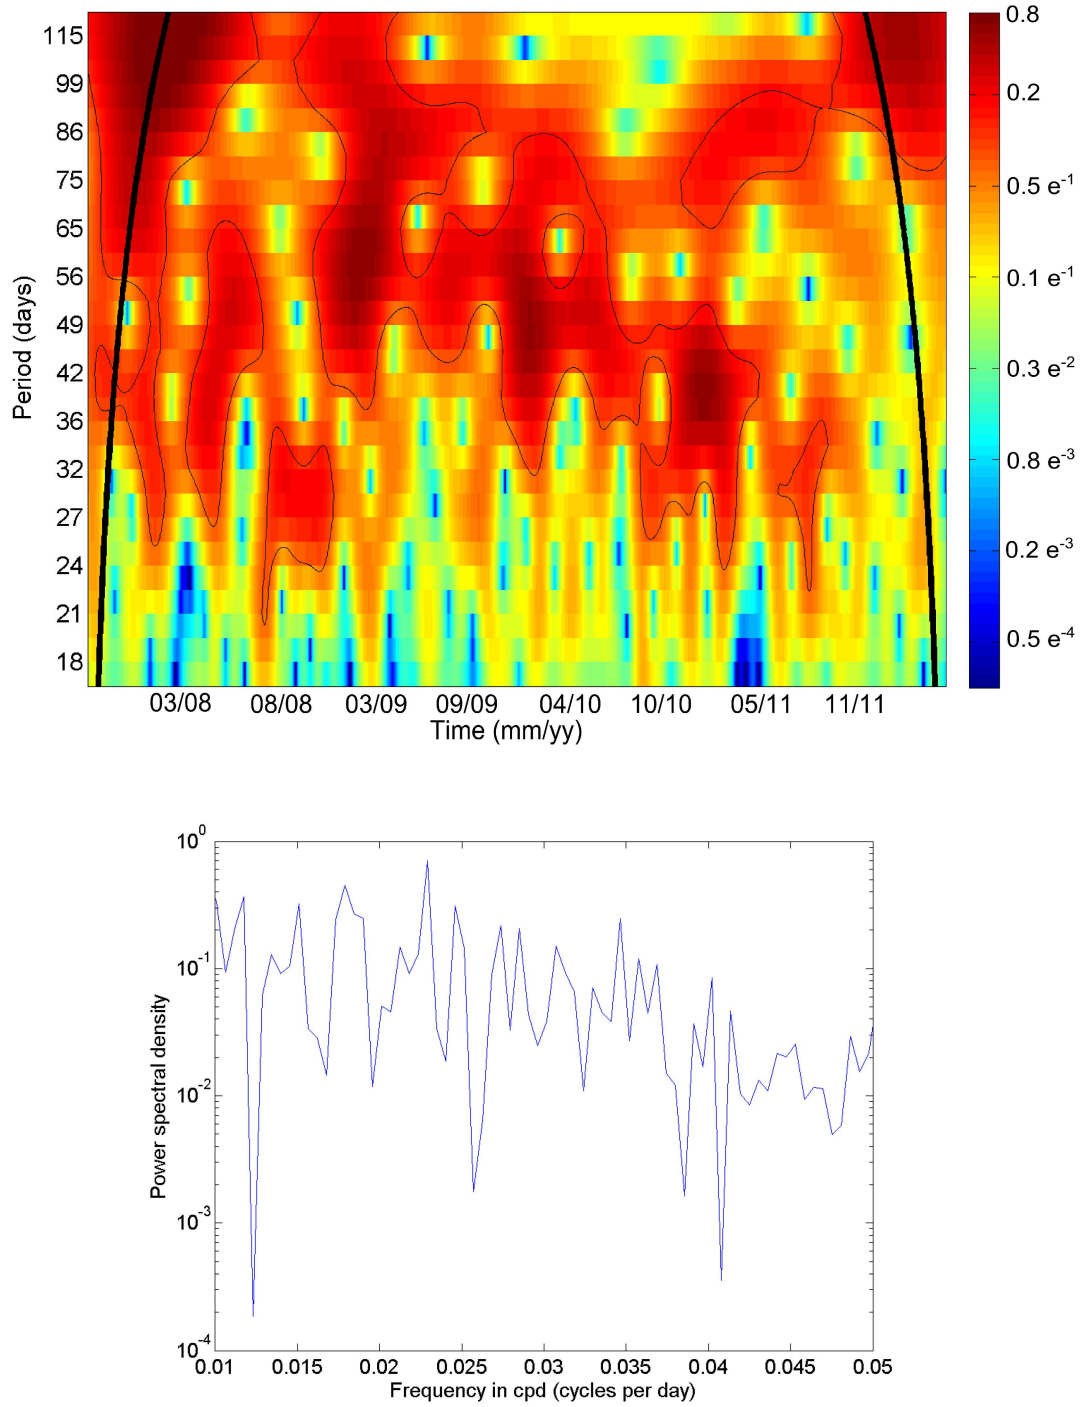 115
99
86
75
65
56
49
42
36
32
27
24
21
18
Period (days)
03/08 08/08 03/09 09/09 04/10 10/10 05/11 11/11
Time (mm/yy)
0.8
0.2
0.5 e-1
0.1 e-1
0.3 e-2
0.8 e-3
0.2 e-3
0.5 e-4
100
10-1
10-2
10-3
10-4
Power spectral density
0.01 0.015 0.02 0.025 0.03 0.035 0.04 0.045 0.05
Frequency in cpd (cycles per day)